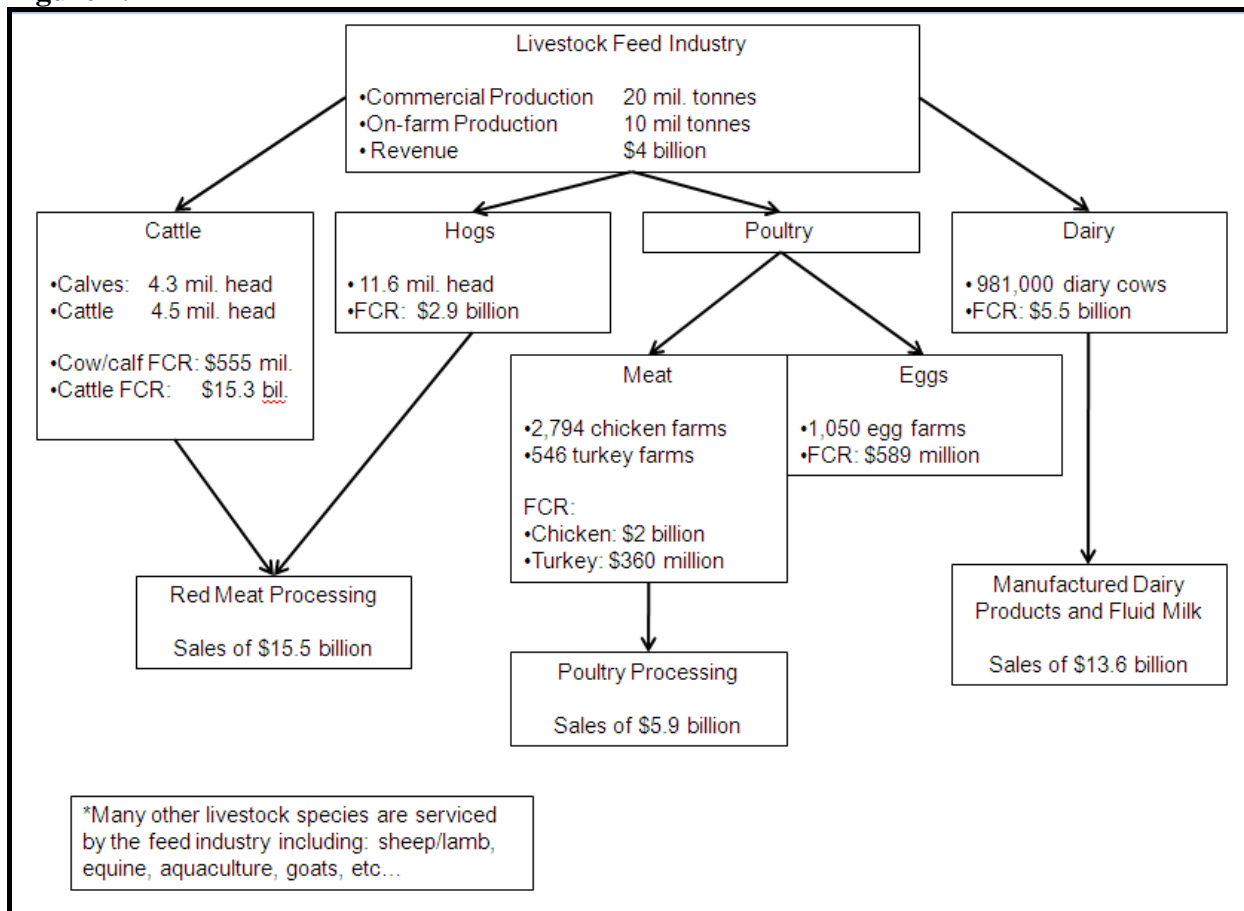 Livestock Feed Industry
•Commercial Production 20 mil. tonnes
•On-farm Production 10 mil tonnes
• Revenue $4 billion
Cattle
•Calves: 4.3 mil. head
•Cattle 4.5 mil. head
•Cow/calf FCR: $555 mil.
•Cattle FCR: $15.3 bil.
Hogs
• 11.6 mil. head
•FCR: $2.9 billion
Poultry
Dairy
• 981,000 diary cows
•FCR: $5.5 billion
Meat
•2,794 chicken farms
•546 turkey farms
FCR:
•Chicken: $2 billion
•Turkey: $360 million
Eggs
•1,050 egg farms
•FCR: $589 million
Red Meat Processing
Sales of $15.5 billion
Poultry Processing
Sales of $5.9 billion
Manufactured Dairy
Products and Fluid Milk
Sales of $13.6 billion
*Many other livestock species are serviced
by the feed industry including: sheep/lamb,
equine, aquaculture, goats, etc…